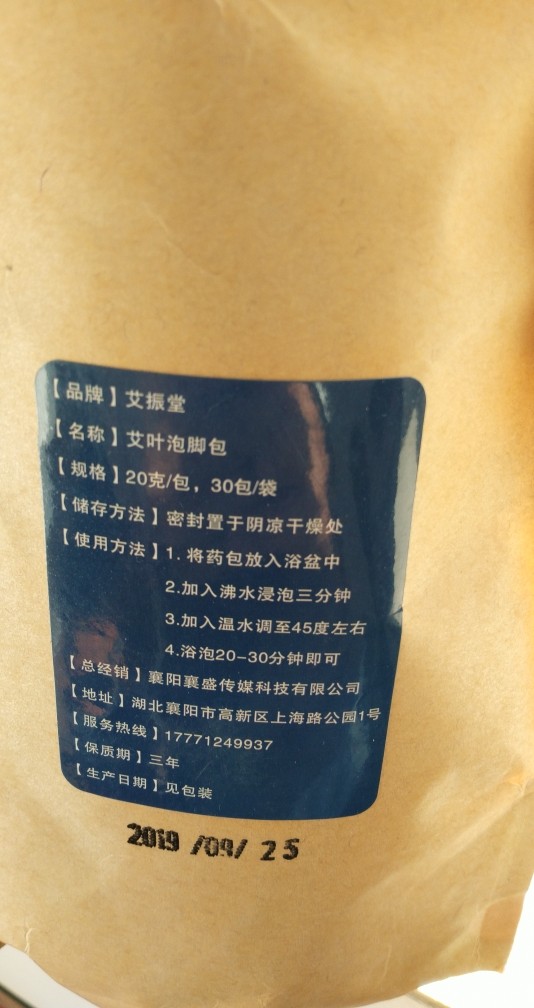 【品牌】艾振堂
【名称】艾叶泡脚包
【规格】20克/包，30包/袋
【储存方法】密封置于阴凉干燥处
【使用方法】1. 将药包放入浴盆中
2.加入沸水浸泡三分钟
3.加入温水调至45度左右
4.浴泡20-30分钟即可
【总经销】襄阳襄盛传媒科技有限公司
【地址】湖北襄阳市高新区上海路公园1号
【服务热线】17771249937
【保质期】三年
【生产日期】见包装
2019 /09/ 25